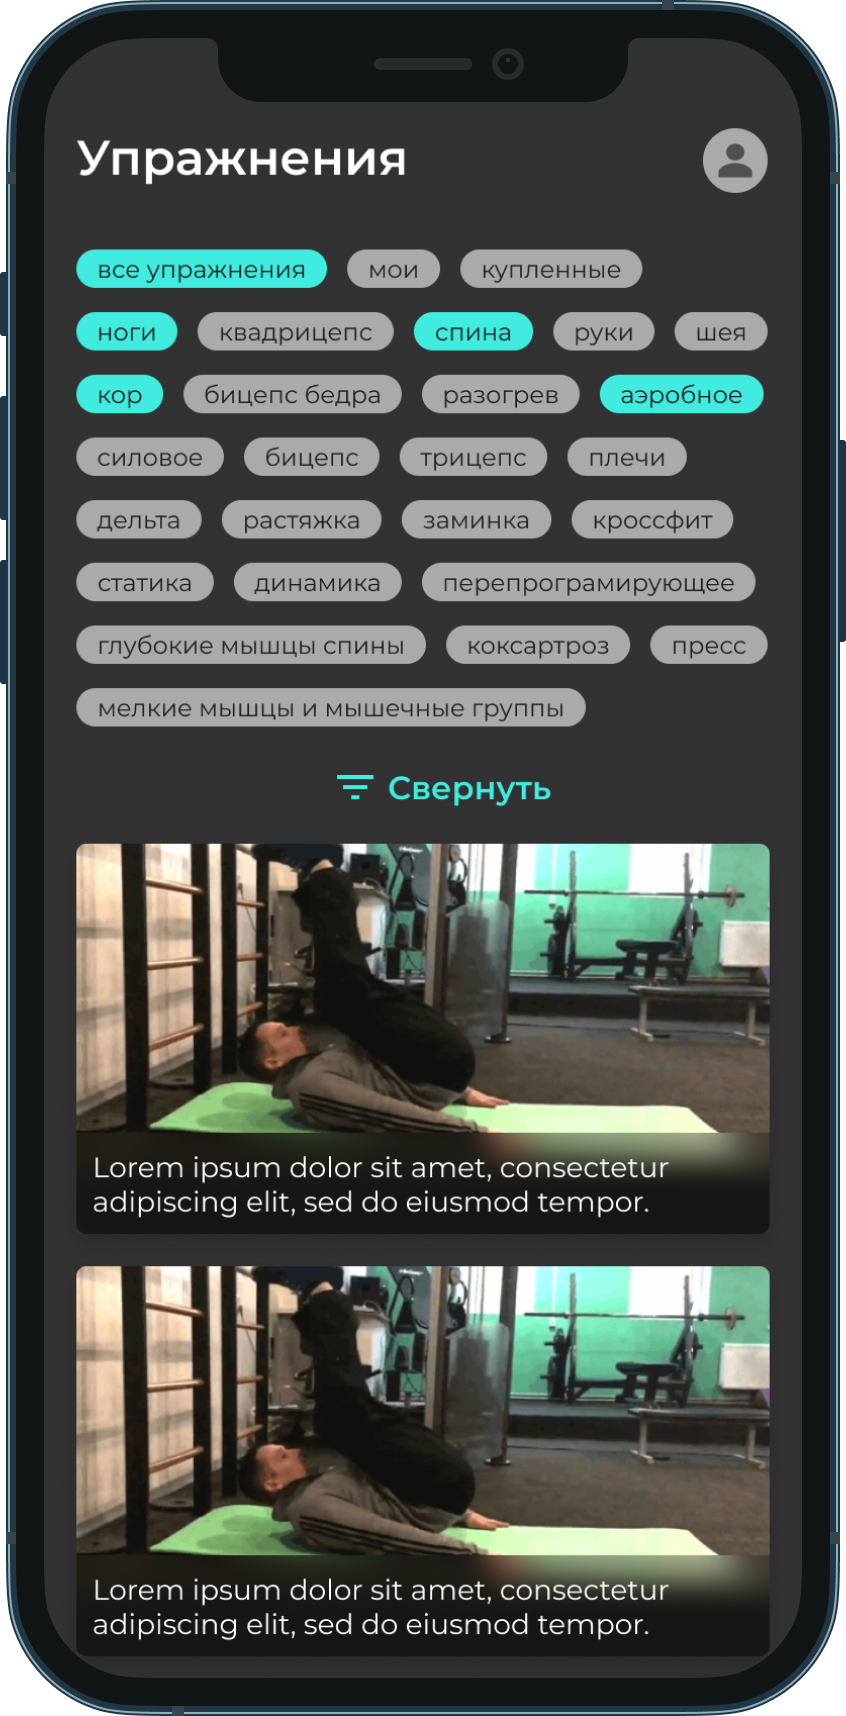 Упражнения
все упражнения мои купленные
ноги квадрицепс спина руки шея
кор бицепс бедра разогрев аэробное
силовое бицепс трицепс плечи
дельта растяжка заминка кроссфит
статика динамика перепрограмирующее
глубокие мышцы спины коксартроз пресс
мелкие мышцы и мышечные группы
Свернуть
Lorem ipsum dolor sit amet, consectetur
adipiscing elit, sed do eiusmod tempor.
Lorem ipsum dolor sit amet, consectetur
adipiscing elit, sed do eiusmod tempor.